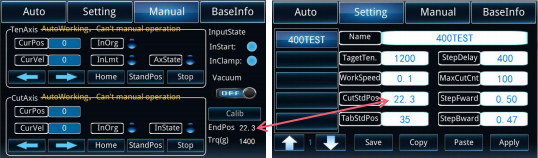 Auto Setting Manual BaseInfo
TenAxis AutoWorking, Can't manual operation
CurPos 0 InOrg
CurVel 0 InLmt AxState
Home StandPos Stop
CutAxis AutoWorking, Can't manual operation
CurPos 0
CurVel 0 InOrg InState
Home StandPos Stop
InputState
InStart:
InClamp:
Vacuum
OFF
Calib
EndPos 22.3
Trq(g) 1400
Auto Setting Manual BaseInfo
400TEST
1
Name 400TEST
TagetTen. 1200 StepDelay 400
WorkSpeed 0.1 MaxCutCnt 100
CutStdPos 22.3 StepFward 0.50
TabStdPos 35 StepBward 0.47
Save Copy Paste Apply